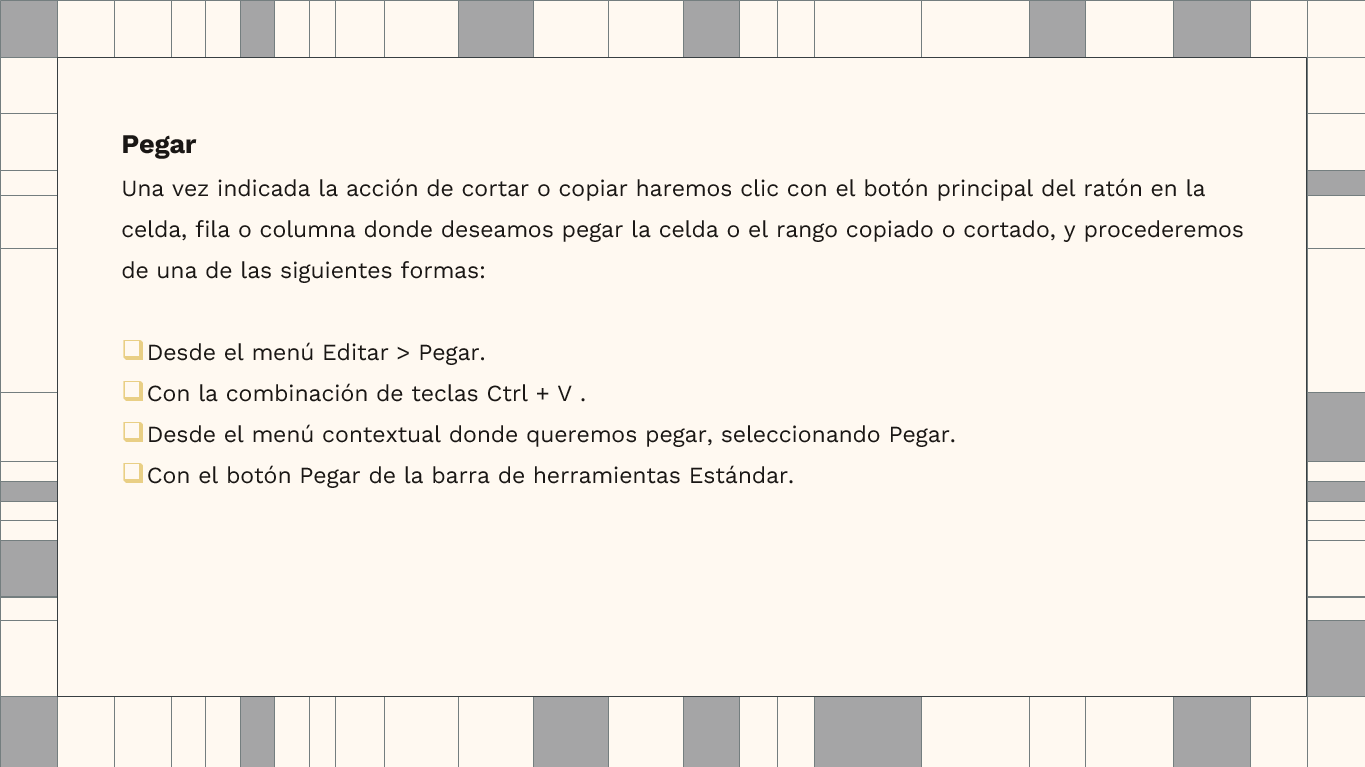 Pegar
Una vez indicada la acción de cortar o copiar haremos clic con el botón principal del ratón en la
celda, fila o columna donde deseamos pegar la celda o el rango copiado o cortado, y procederemos
de una de las siguientes formas:
❑Desde el menú Editar > Pegar.
❑Con la combinación de teclas Ctrl + V .
❑Desde el menú contextual donde queremos pegar, seleccionando Pegar.
❑Con el botón Pegar de la barra de herramientas Estándar.